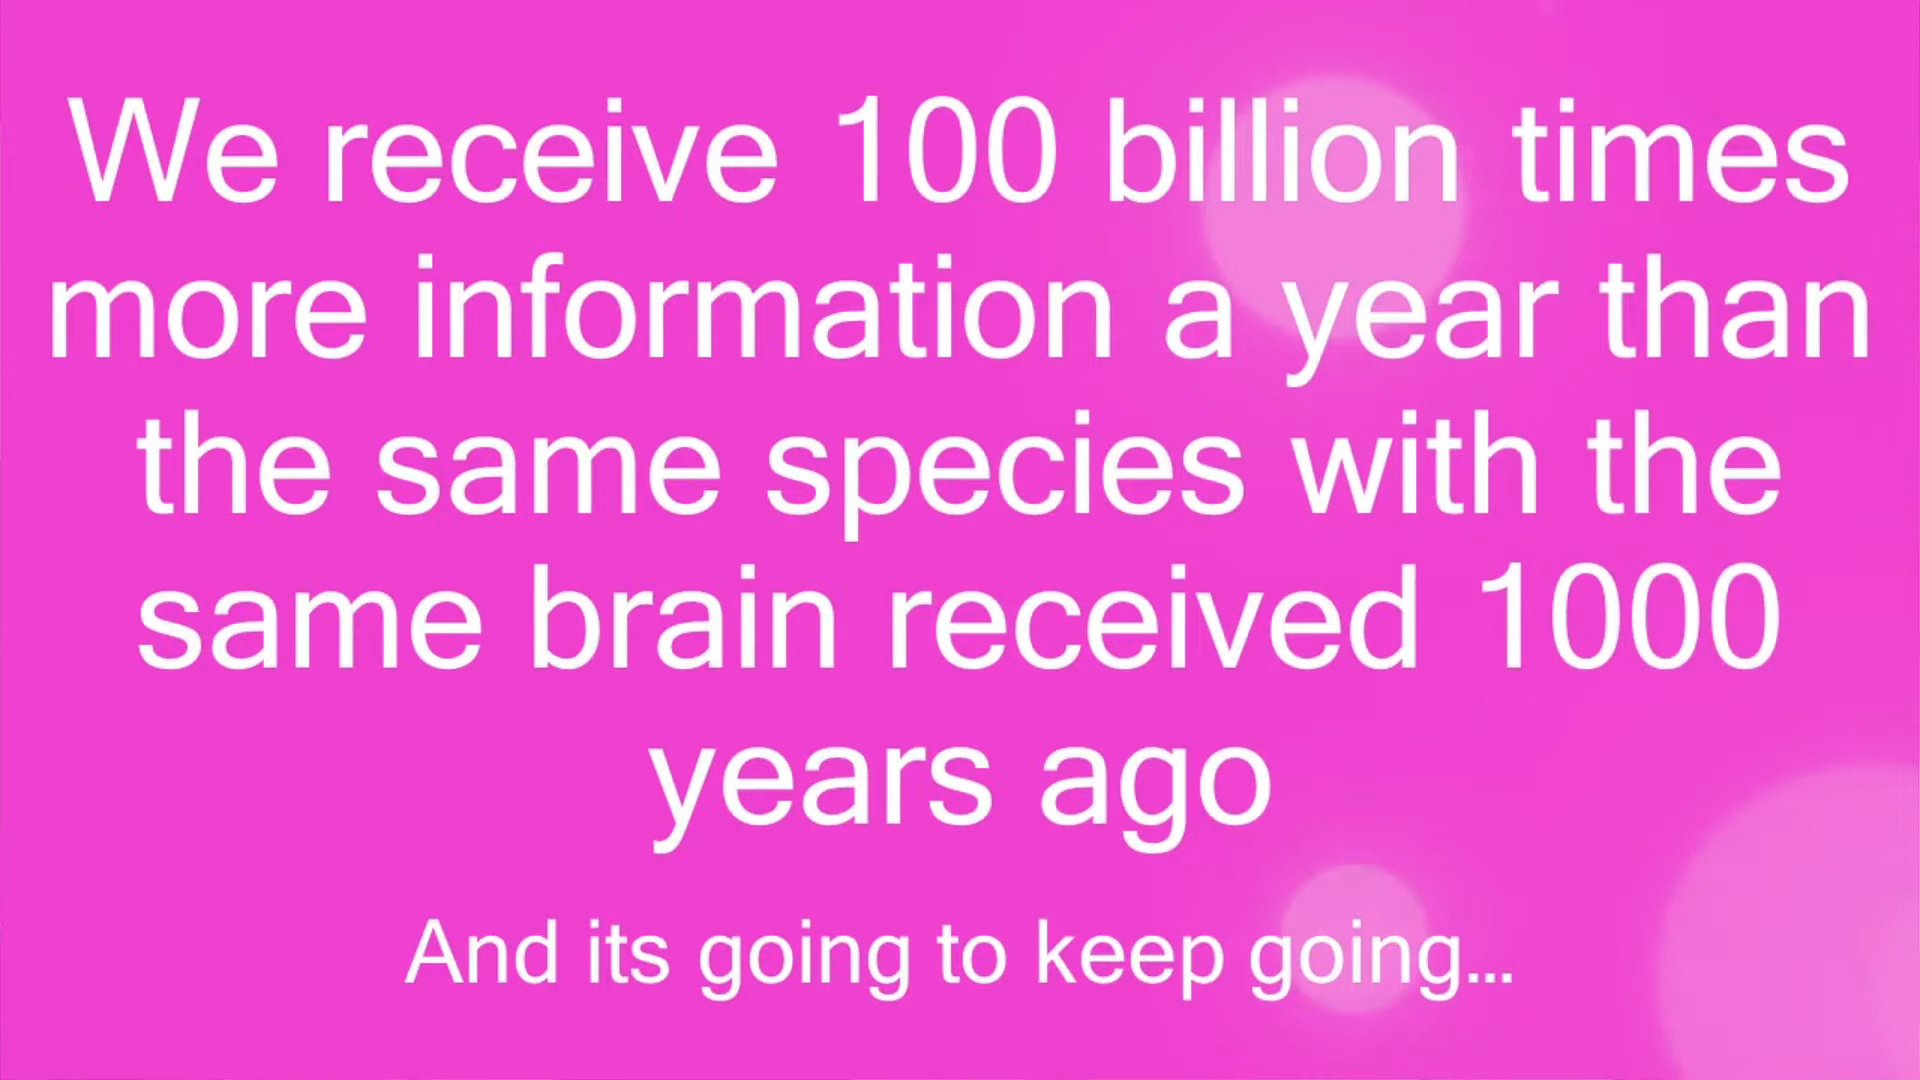 We receive 100 billion times
more information a year than
the same species with the
same brain received 1000
years ago
And its going to keep going...